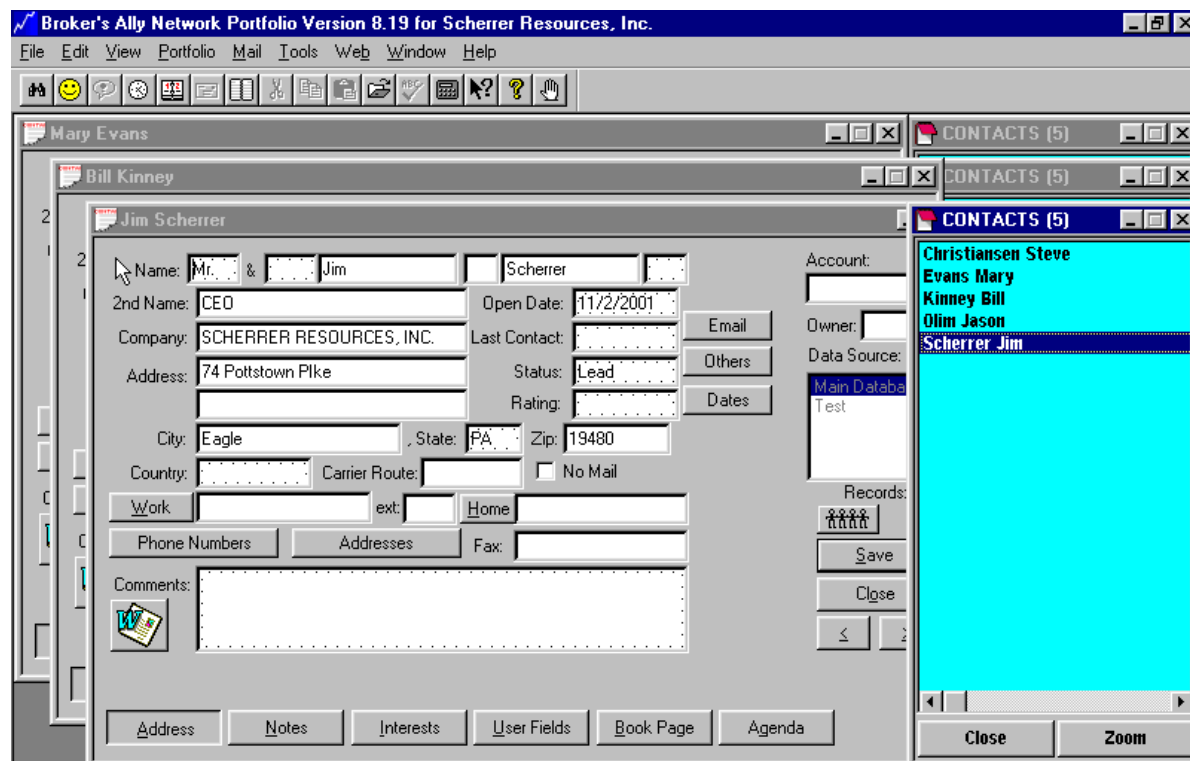 Broker's Ally Network Portfolio Version 8.19 for Scherrer Resources, Inc.
File Edit View Portfolio Mail Tools Web Window Help
Mary Evans
CONTACTS (5)
Bill Kinney
CONTACTS (5)
Jim Scherrer
CONTACTS (5)
Name: Mr. & Jim Scherrer
Account:
2nd Name: CEO Open Date: 11/2/2001
Company: SCHERRER RESOURCES, INC. Last Contact: Email Owner:
Address: 74 Pottstown PIke Status: Lead Others Data Source:
Rating: Dates
Main Databa
Test
City: Eagle , State: PA Zip: 19480
Country: Carrier Route: No Mail
Records:
Work ext: Home
Phone Numbers Addresses Fax:
Save
Comments:
Close
<
Address Notes Interests User Fields Book Page Agenda
Christiansen Steve
Evans Mary
Kinney Bill
Olim Jason
Scherrer Jim
Close Zoom